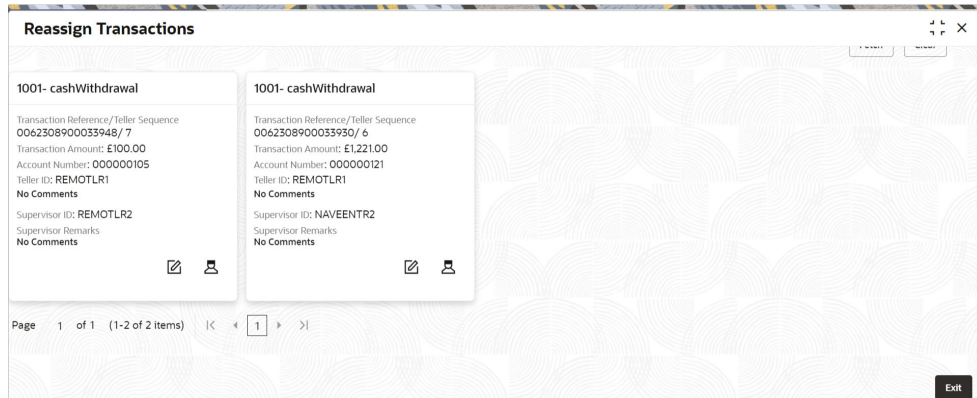 Reassign Transactions
Fetch Clear
1001- cashWithdrawal
Transaction Reference/Teller Sequence
0062308900033948/ 7
Transaction Amount: £100.00
Account Number: 000000105
Teller ID: REMOTLR1
No Comments
Supervisor ID: REMOTLR2
Supervisor Remarks
No Comments
1001- cashWithdrawal
Transaction Reference/Teller Sequence
0062308900033930/ 6
Transaction Amount: £1,221.00
Account Number: 000000121
Teller ID: REMOTLR1
No Comments
Supervisor ID: NAVEENTR2
Supervisor Remarks
No Comments
Page 1 of 1 (1-2 of 2 items) 1
Exit